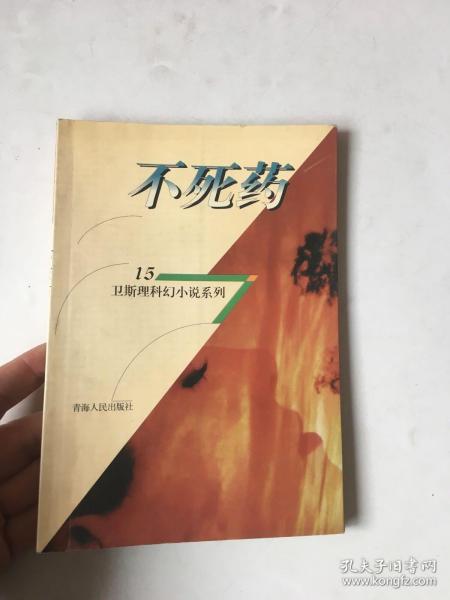 不死药
15
卫斯理科幻小说系列
青海人民出版社
孔夫子旧书网
www.kongfz.com